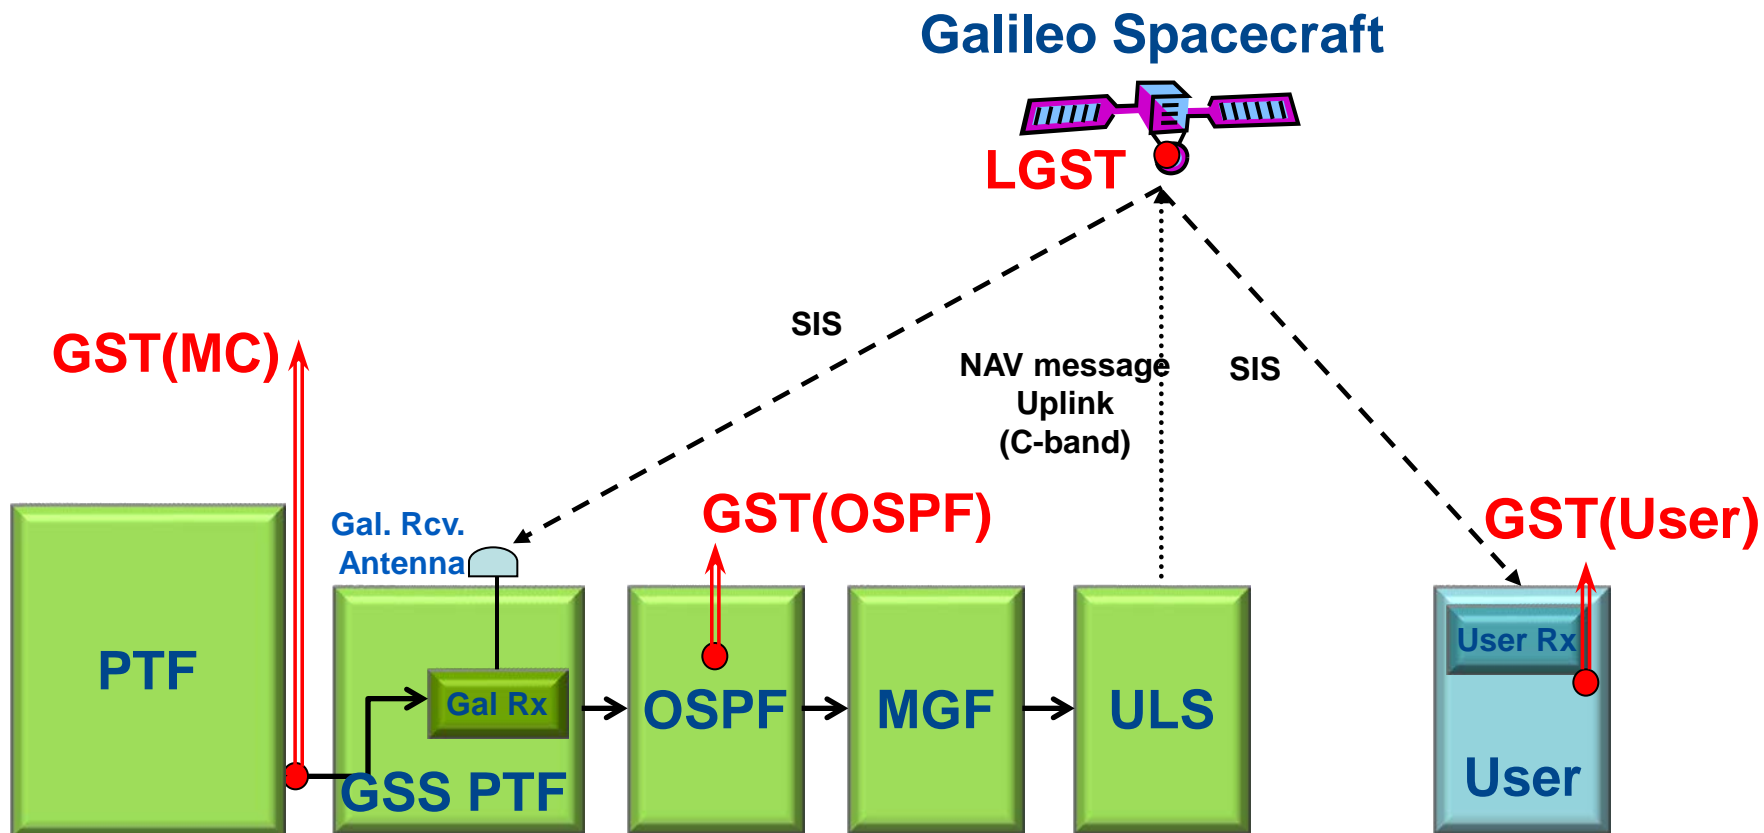 Galileo Spacecraft
LGST
SIS
GST(MC)
NAV message
Uplink
(C-band)
SIS
GST(OSPF)
GST(User)
Gal. Rcv.
Antenna
PTF
Gal Rx
GSS PTF
OSPF
MGF
ULS
User Rx
User